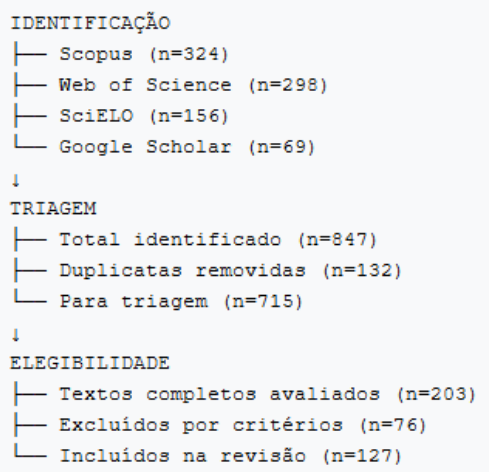 IDENTIFICAÇÃO
├── Scopus (n=324)
├── Web of Science (n=298)
├── SciELO (n=156)
└── Google Scholar (n=69)
↓
TRIAGEM
├── Total identificado (n=847)
├── Duplicatas removidas (n=132)
└── Para triagem (n=715)
↓
ELEGIBILIDADE
├── Textos completos avaliados (n=203)
├── Excluídos por critérios (n=76)
└── Incluídos na revisão (n=127)